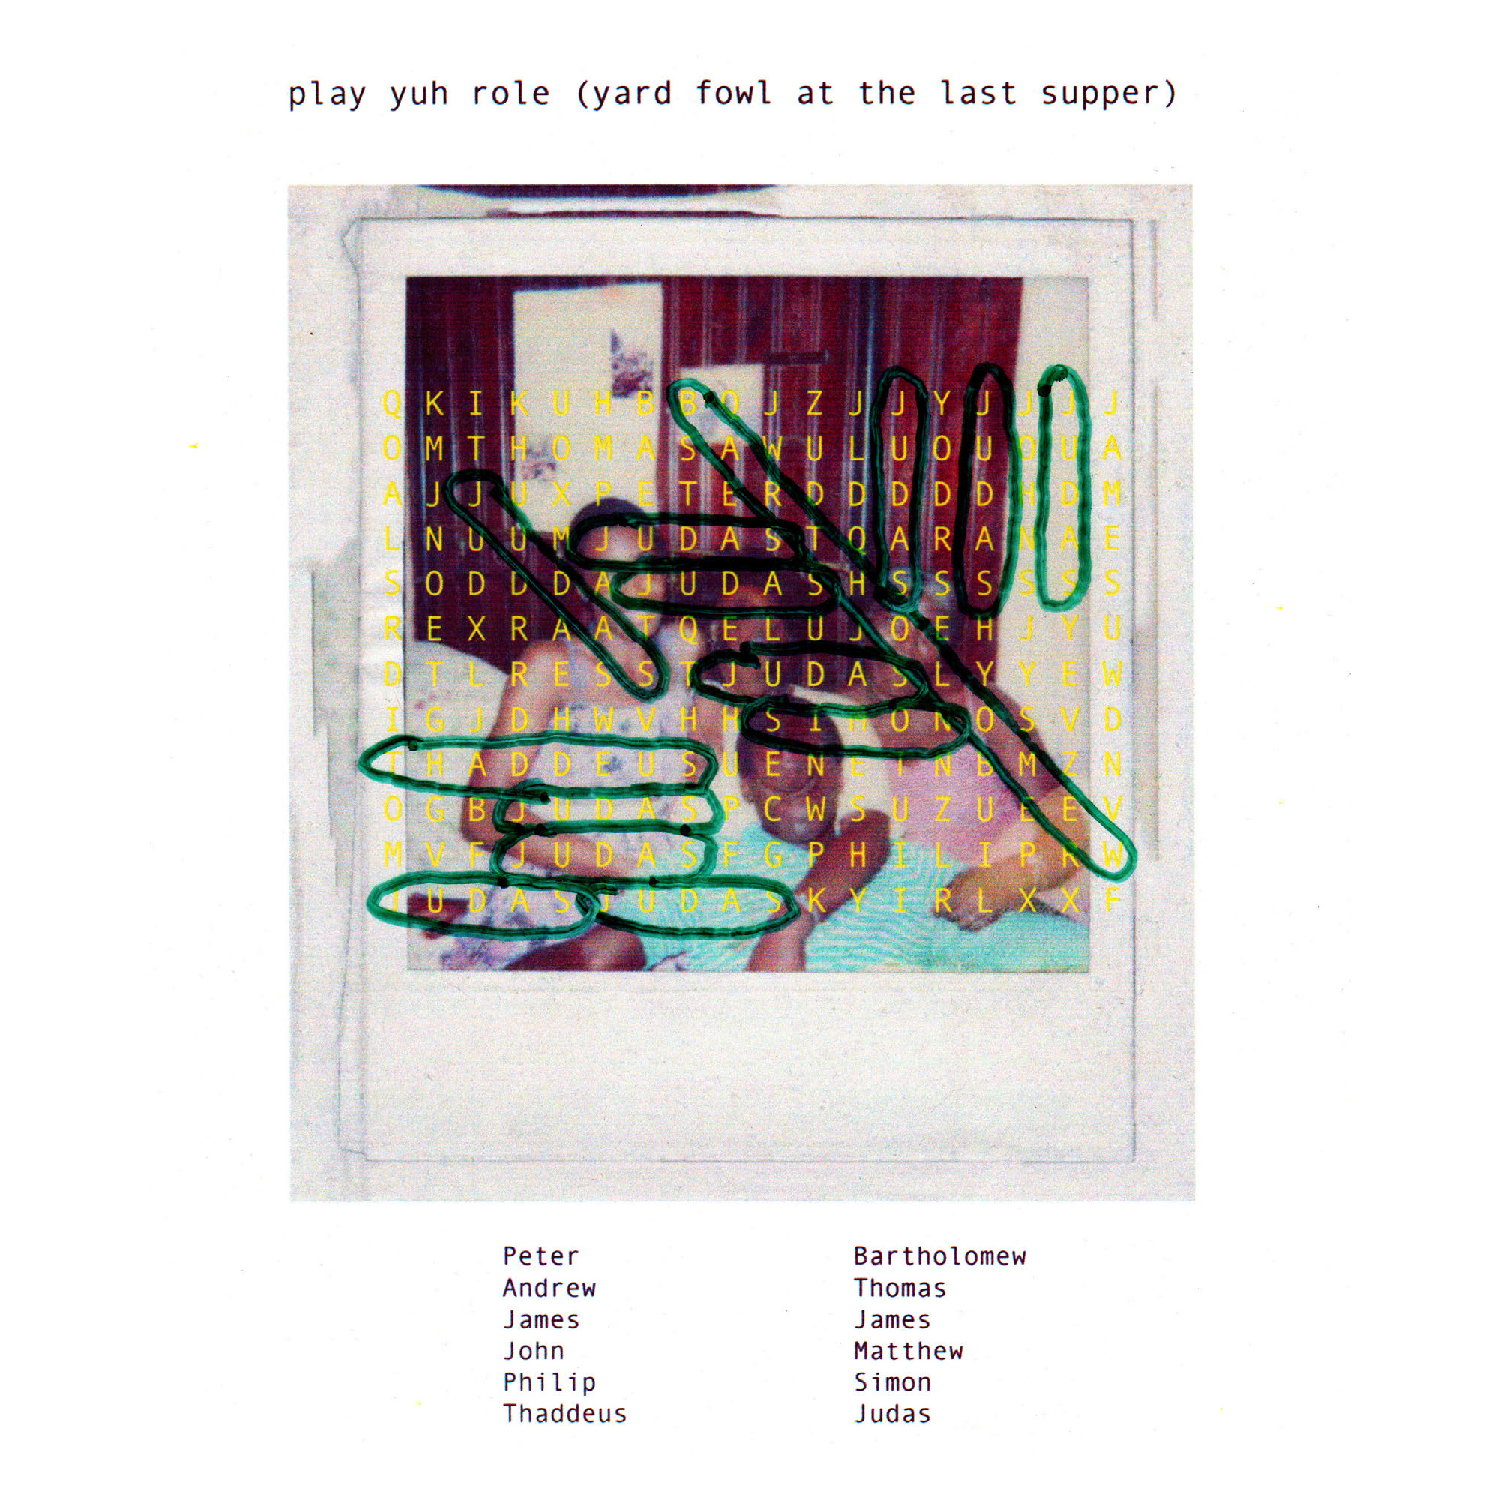 play yuh role (yard fowl at the last supper)
Q K I K U H B B O J Z J J Y J J J J
O M T H O M A S A W U L U O U O U A
A J J U X P E T E R D D D D D H D M
L N U U M J U D A S T Q A R A N A E
S O D D D A J U D A S H S S S S S S
R E X R A A T Q E L U J O E H J Y U
D T L R E S S T J U D A S L Y Y E W
I G J D H W V H H S I M O N O S V D
T H A D D E U S U E N E T N B M Z N
O G B J U D A S P C W S U Z U E E V
M V F J U D A S F G P H I L I P R W
J U D A S J U D A S K Y I R L X X F
Peter
Andrew
James
John
Philip
Thaddeus
Bartholomew
Thomas
James
Matthew
Simon
Judas